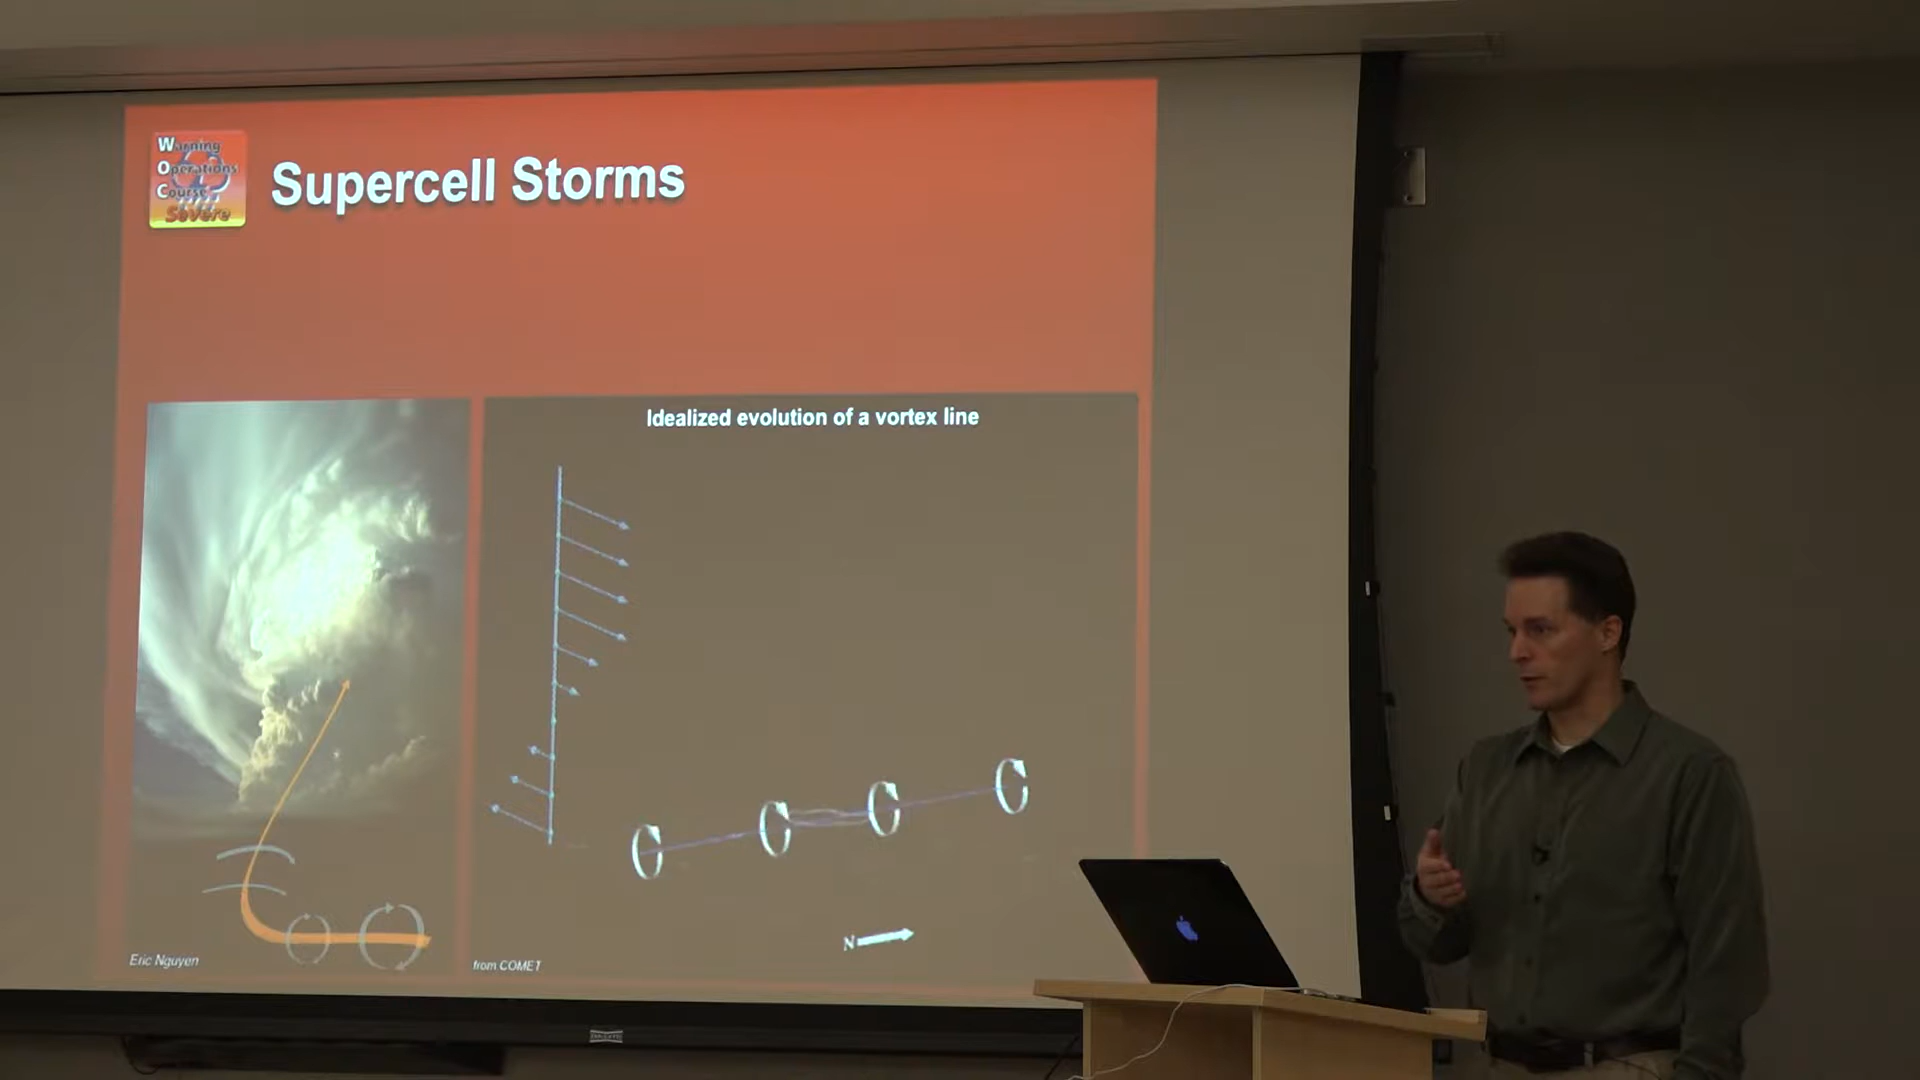 Warning
Operations
Course
Severe
Supercell Storms
Idealized evolution of a vortex line
N
Eric Nguyen
from COMET